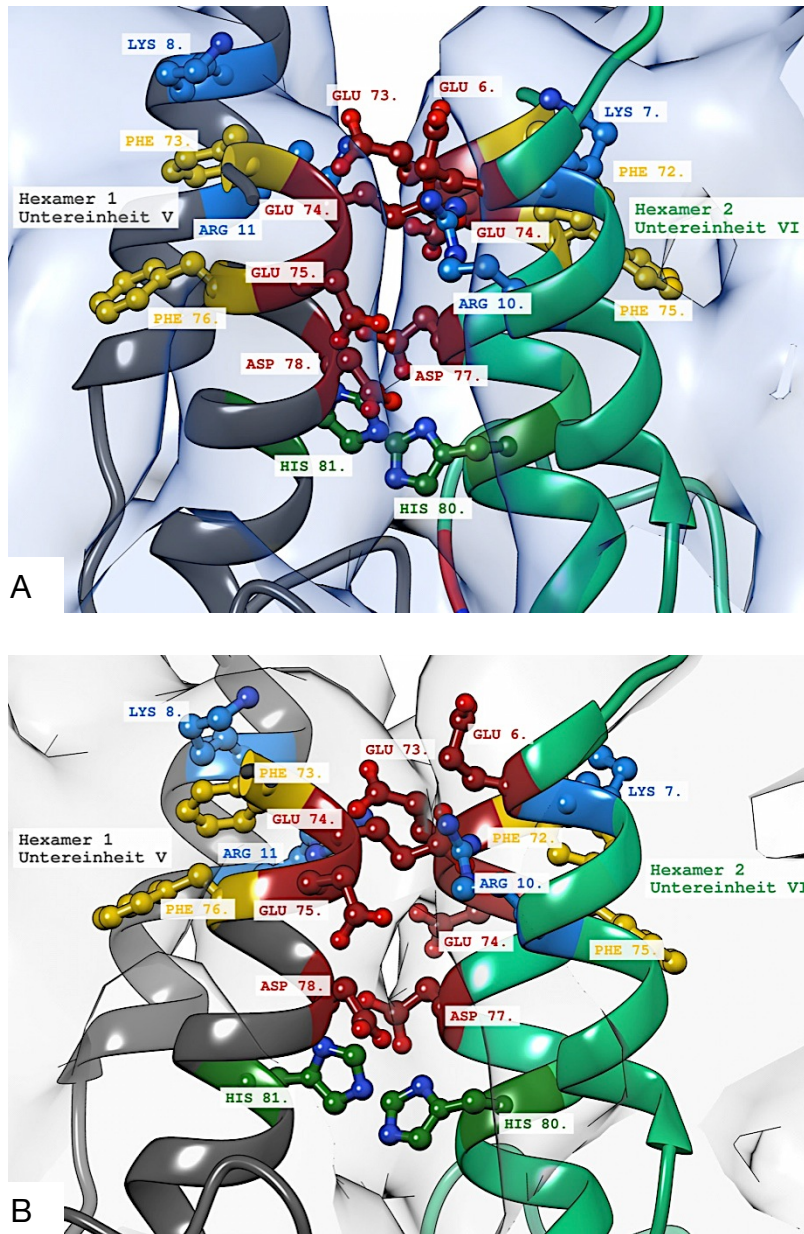 LYS 8.
GLU 73.
GLU 6.
LYS 7.
PHE 73.
PHE 72.
Hexamer 1
Untereinheit V
ARG 11
GLU 74.
GLU 74.
Hexamer 2
Untereinheit VI
GLU 75.
ARG 10.
PHE 76.
PHE 75.
ASP 78.
ASP 77.
HIS 81.
HIS 80.
A
LYS 8.
GLU 6.
GLU 73.
PHE 73.
LYS 7.
GLU 74.
PHE 72.
Hexamer 1
Untereinheit V
ARG 11
Hexamer 2
Untereinheit VI
ARG 10.
PHE 76.
GLU 75.
GLU 74.
PHE 75.
ASP 78.
ASP 77.
HIS 81.
HIS 80.
B